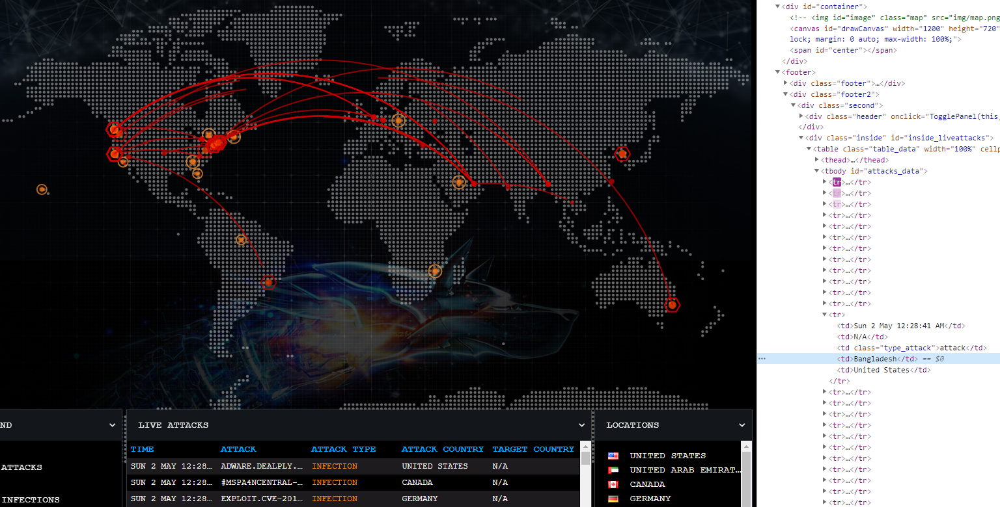 <div id="container">
<!-- <img id="image" class="map" src="img/map.png
<canvas id="drawCanvas" width="1200" height="720"
lock; margin: 0 auto; max-width: 100%;">
<span id="center"></span>
</div>
<footer>
<div class="footer">…</div>
<div class="footer2">
<div class="second">
<div class="header" onclick="TogglePanel(this,
</div>
<div class="inside" id="inside_liveattacks">
<table class="table_data" width="100%" cellp
<thead>…</thead>
<tbody id="attacks_data">
<tr>…</tr>
<tr>…</tr>
<tr>…</tr>
<tr>…</tr>
<tr>…</tr>
<tr>…</tr>
<tr>…</tr>
<tr>…</tr>
<tr>…</tr>
<tr>…</tr>
<tr>…</tr>
<tr>…</tr>
<tr>
<td>Sun 2 May 12:28:41 AM</td>
<td>N/A</td>
<td class="type_attack">attack</td>
… <td>Bangladesh</td> == $0
<td>United States</td>
</tr>
<tr>…</tr>
<tr>…</tr>
<tr>…</tr>
<tr>…</tr>
<tr>…</tr>
<tr>…</tr>
<tr>…</tr>
<tr>…</tr>
<tr>…</tr>
<tr>…</tr>
<tr>…</tr>
ND
ATTACKS
INFECTIONS
LIVE ATTACKS
TIME ATTACK ATTACK TYPE ATTACK COUNTRY TARGET COUNTRY
SUN 2 MAY 12:28… ADWARE.DEALPLY.… INFECTION UNITED STATES N/A
SUN 2 MAY 12:28… #MSPA4NCENTRAL-… INFECTION CANADA N/A
SUN 2 MAY 12:28… EXPLOIT.CVE-201… INFECTION GERMANY N/A
LOCATIONS
UNITED STATES
UNITED ARAB EMIRAT…
CANADA
GERMANY